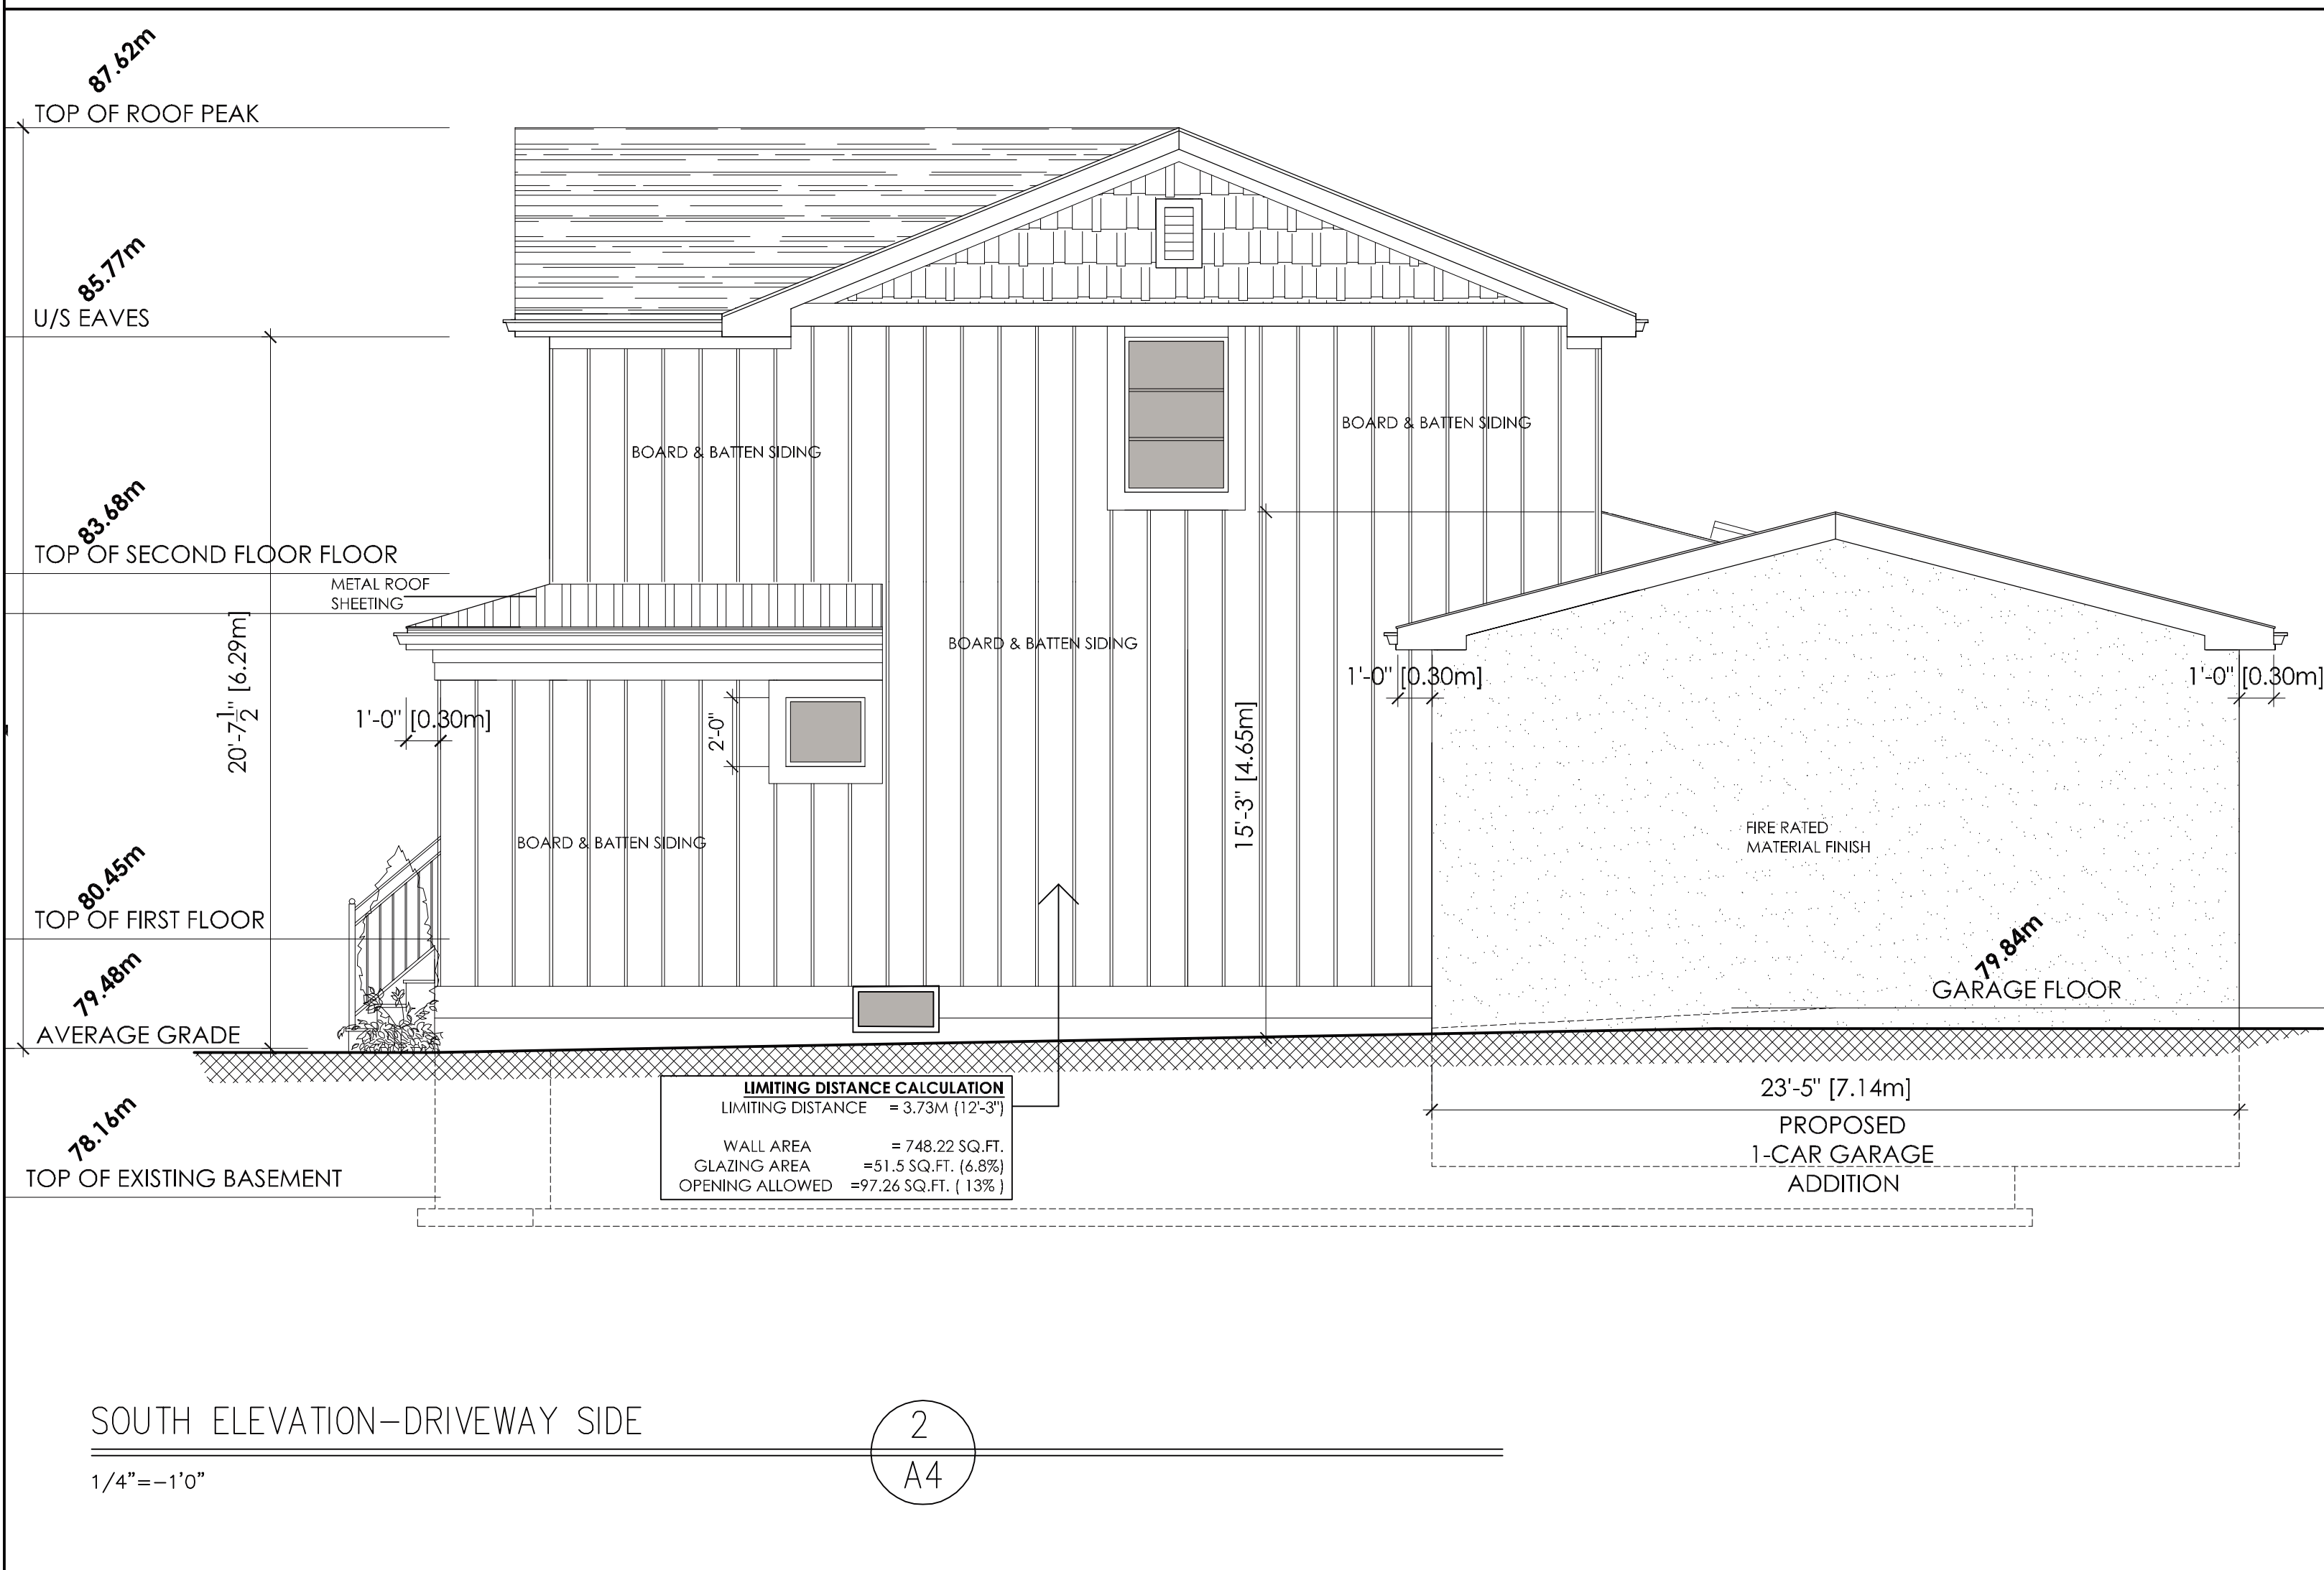 87.62m
TOP OF ROOF PEAK
85.77m
U/S EAVES
83.68m
TOP OF SECOND FLOOR FLOOR
METAL ROOF
SHEETING
20'-7 1/2" [6.29m]
1'-0" [0.30m]
2'-0"
BOARD & BATTEN SIDING
BOARD & BATTEN SIDING
BOARD & BATTEN SIDING
BOARD & BATTEN SIDING
15'-3" [4.65m]
1'-0" [0.30m]
1'-0" [0.30m]
FIRE RATED
MATERIAL FINISH
80.45m
TOP OF FIRST FLOOR
79.84m
GARAGE FLOOR
79.48m
AVERAGE GRADE
78.16m
TOP OF EXISTING BASEMENT
LIMITING DISTANCE CALCULATION
LIMITING DISTANCE = 3.73M (12'-3")
WALL AREA = 748.22 SQ.FT.
GLAZING AREA =51.5 SQ.FT. (6.8%)
OPENING ALLOWED =97.26 SQ.FT. ( 13% )
23'-5" [7.14m]
PROPOSED
1-CAR GARAGE
ADDITION
SOUTH ELEVATION-DRIVEWAY SIDE
2
A4
1/4"=-1'0"